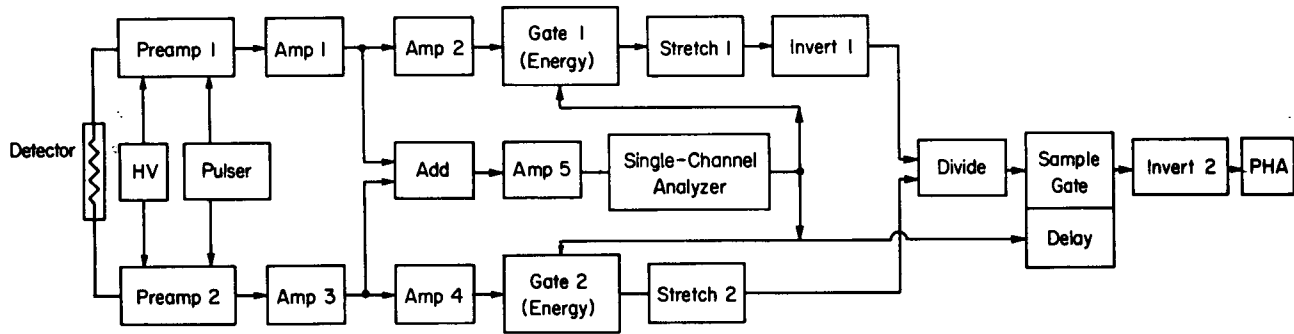 Preamp 1
Amp 1
Amp 2
Gate 1
(Energy)
Stretch 1
Invert 1
Detector
HV
Pulser
Add
Amp 5
Single-Channel
Analyzer
Divide
Sample
Gate
Delay
Invert 2
PHA
Preamp 2
Amp 3
Amp 4
Gate 2
(Energy)
Stretch 2